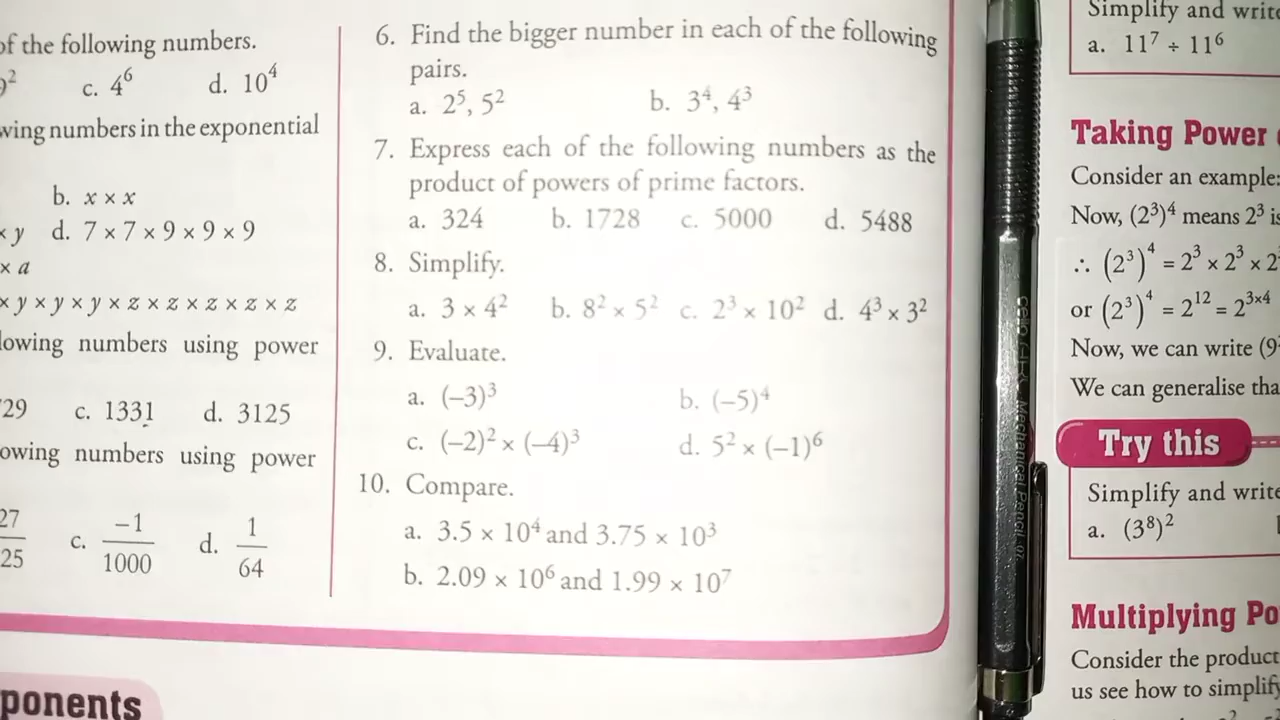 of the following numbers.
c. 4⁶ d. 10⁴
wing numbers in the exponential
b. x × x
× y d. 7 × 7 × 9 × 9 × 9
× a
× y × y × y × z × z × z × z × z
lowing numbers using power
29 c. 1331 d. 3125
owing numbers using power
27/25 c. −1/1000 d. 1/64
ponents
6. Find the bigger number in each of the following
pairs.
a. 2⁵, 5² b. 3⁴, 4³
7. Express each of the following numbers as the
product of powers of prime factors.
a. 324 b. 1728 c. 5000 d. 5488
8. Simplify.
a. 3 × 4² b. 8² × 5² c. 2³ × 10² d. 4³ × 3²
9. Evaluate.
a. (−3)³ b. (−5)⁴
c. (−2)² × (−4)³ d. 5² × (−1)⁶
10. Compare.
a. 3.5 × 10⁴ and 3.75 × 10³
b. 2.09 × 10⁶ and 1.99 × 10⁷
Mechanical Pencil
Simplify and write
a. 11⁷ ÷ 11⁶
Taking Power
Consider an example:
Now, (2³)⁴ means 2³ is
∴ (2³)⁴ = 2³ × 2³ × 2
or (2³)⁴ = 2¹² = 2³ˣ⁴
Now, we can write (9
We can generalise tha
Try this
Simplify and write
a. (3⁸)²
Multiplying Po
Consider the product
us see how to simplify